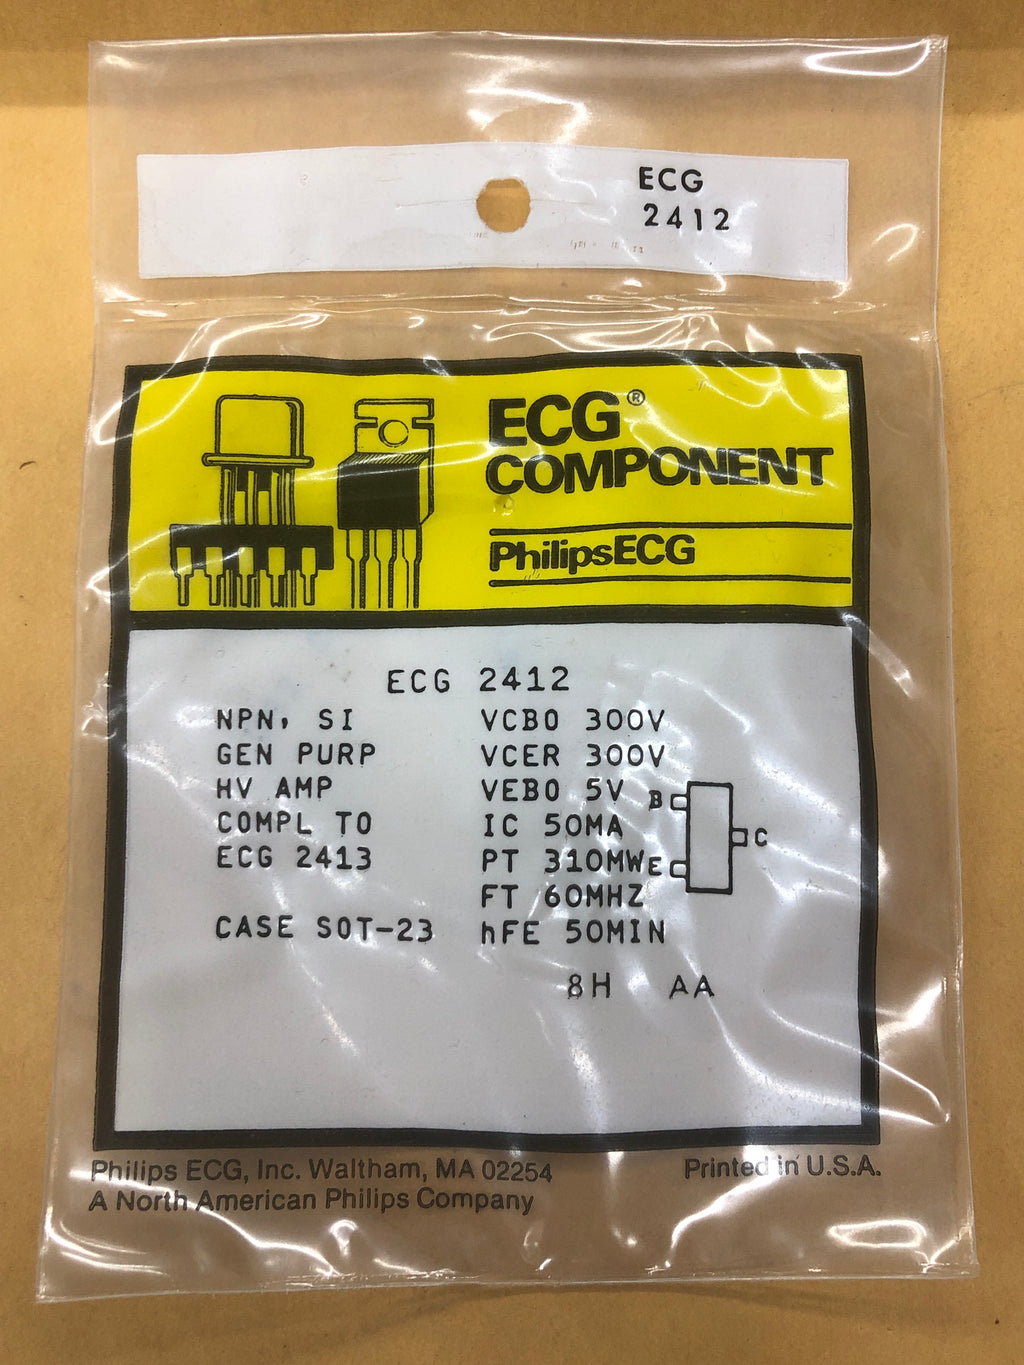 ECG
2412
ECG®
COMPONENT
PhilipsECG
ECG 2412
NPN, SI VCBO 300V
GEN PURP VCER 300V
HV AMP VEBO 5V
COMPL TO IC 50MA
ECG 2413 PT 310MW
FT 60MHZ
CASE SOT-23 hFE 50MIN
B
C
E
8H AA
Philips ECG, Inc. Waltham, MA 02254
A North American Philips Company
Printed in U.S.A.